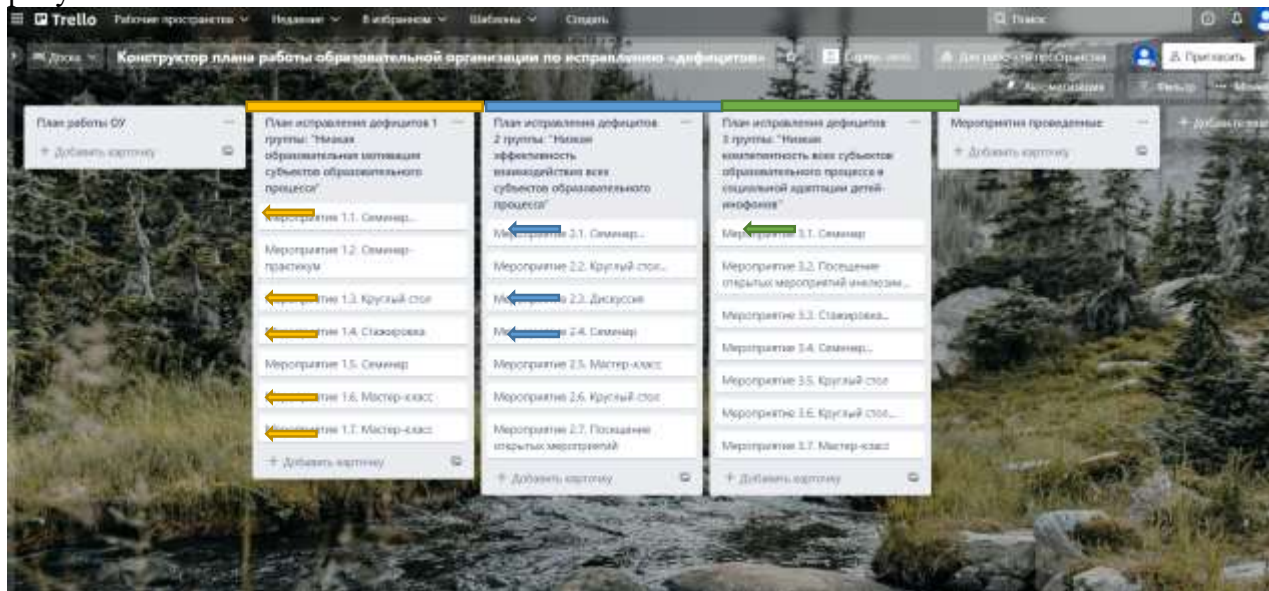 Trello Рабочие пространства Недавние В избранном Шаблоны Создать Поиск
Доска Конструктор плана работы образовательной организации по исправлению «дефицитов» Для рабочего пространства Пригласить
Автоматизация Фильтр
План работы ОУ
+ Добавить карточку
План исправления дефицитов 1
группы: "Низкая
образовательная мотивация
субъектов образовательного
процесса"
Мероприятие 1.1. Семинар...
Мероприятие 1.2. Семинар-
практикум
Мероприятие 1.3. Круглый стол
Мероприятие 1.4. Стажировка
Мероприятие 1.5. Семинар
Мероприятие 1.6. Мастер-класс
Мероприятие 1.7. Мастер-класс
+ Добавить карточку
План исправления дефицитов
2 группы: "Низкая
эффективность
взаимодействия всех
субъектов образовательного
процесса"
Мероприятие 2.1. Семинар...
Мероприятие 2.2. Круглый стол...
Мероприятие 2.3. Дискуссия
Мероприятие 2.4. Семинар
Мероприятие 2.5. Мастер-класс
Мероприятие 2.6. Круглый стол
Мероприятие 2.7. Посещение
открытых мероприятий
+ Добавить карточку
План исправления дефицитов
3 группы: "Низкая
компетентность всех субъектов
образовательного процесса в
социальной адаптации детей-
инофонов"
Мероприятие 3.1. Семинар
Мероприятие 3.2. Посещение
открытых мероприятий
Мероприятие 3.3. Стажировка...
Мероприятие 3.4. Семинар...
Мероприятие 3.5. Круглый стол
Мероприятие 3.6. Круглый стол...
Мероприятие 3.7. Мастер-класс
+ Добавить карточку
Мероприятия проведенные
+ Добавить карточку